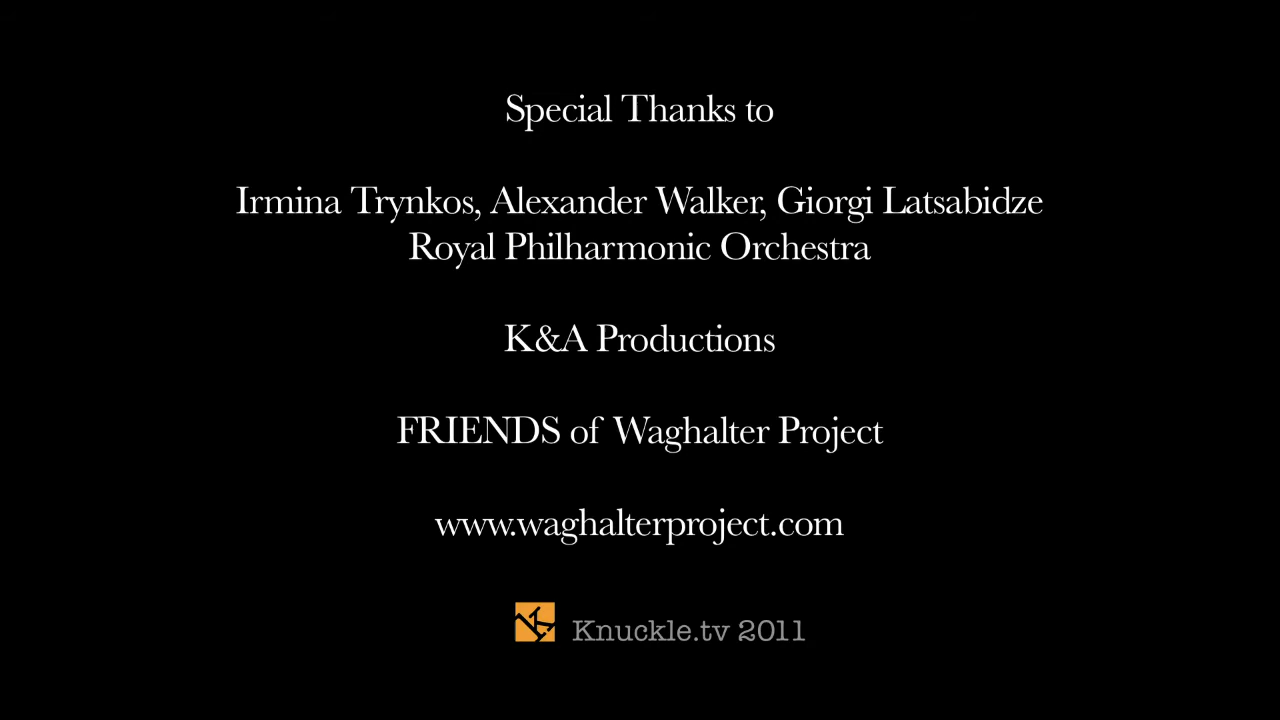 Special Thanks to
Irmina Trynkos, Alexander Walker, Giorgi Latsabidze
Royal Philharmonic Orchestra
K&A Productions
FRIENDS of Waghalter Project
www.waghalterproject.com
Knuckle.tv 2011